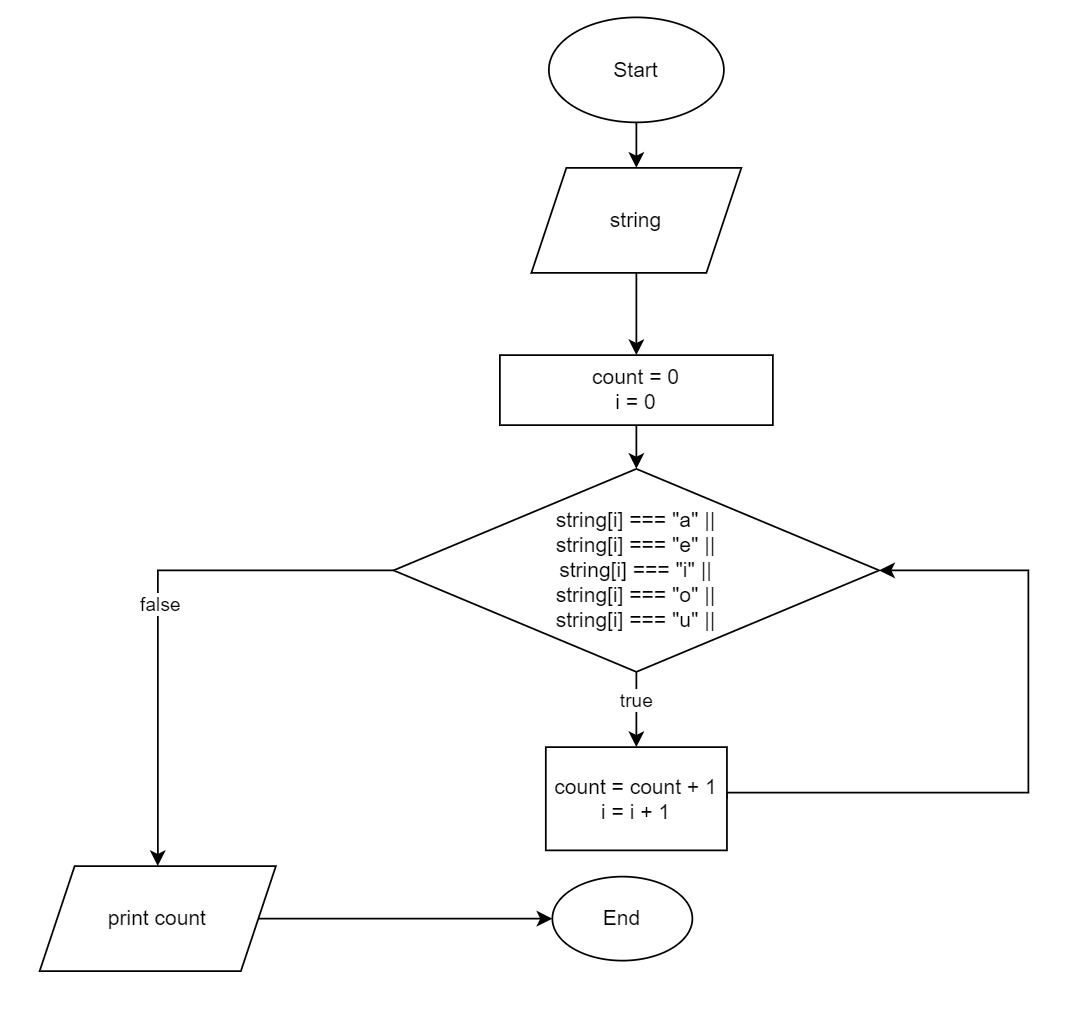 Start
string
count = 0
i = 0
string[i] === "a" ||
string[i] === "e" ||
string[i] === "i" ||
string[i] === "o" ||
string[i] === "u" ||
false
true
count = count + 1
i = i + 1
print count
End